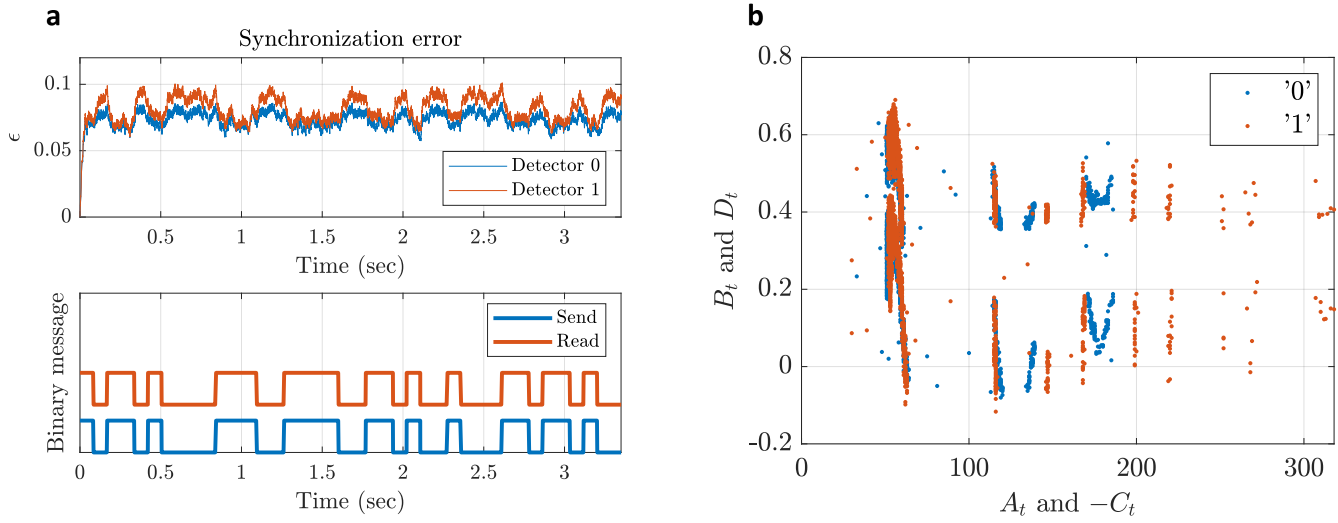 a
Synchronization error
0.1
0.05
0
ϵ
Detector 0
Detector 1
0.5
1
1.5
2
2.5
3
Time (sec)
Binary message
Send
Read
0
0.5
1
1.5
2
2.5
3
Time (sec)
b
0.8
0.6
0.4
0.2
0
-0.2
B_t and D_t
'0'
'1'
0
100
200
300
A_t and −C_t